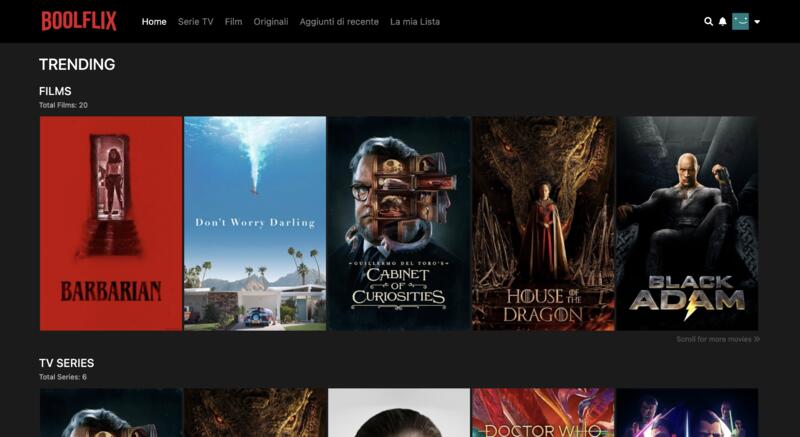 BOOLFLIX
Home Serie TV Film Originali Aggiunti di recente La mia Lista
TRENDING
FILMS
Total Films: 20
BARBARIAN
Don't Worry Darling
GUILLERMO DEL TORO'S
CABINET
OF
CURIOSITIES
HOUSE OF THE
DRAGON
BLACK
ADAM
Scroll for more movies »
TV SERIES
Total Series: 6
DOCTOR WHO